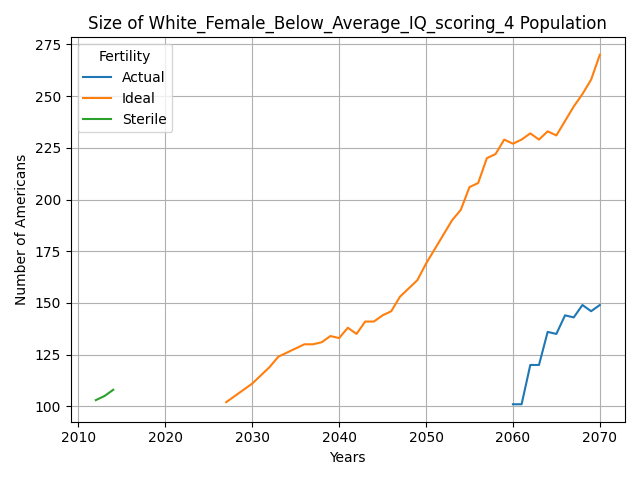 Size of White_Female_Below_Average_IQ_scoring_4 Population
Fertility
Actual
Ideal
Sterile
Number of Americans
275
250
225
200
175
150
125
100
2010 2020 2030 2040 2050 2060 2070
Years